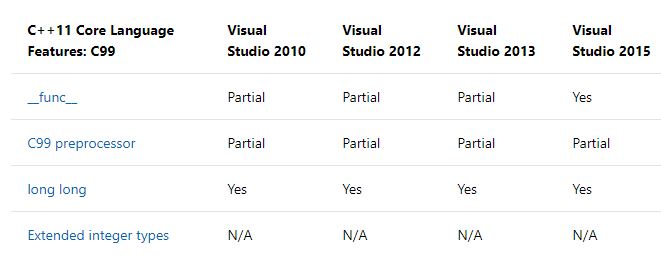 C++11 Core Language Visual Visual Visual Visual
Features: C99 Studio 2010 Studio 2012 Studio 2013 Studio 2015
__func__ Partial Partial Partial Yes
C99 preprocessor Partial Partial Partial Partial
long long Yes Yes Yes Yes
Extended integer types N/A N/A N/A N/A